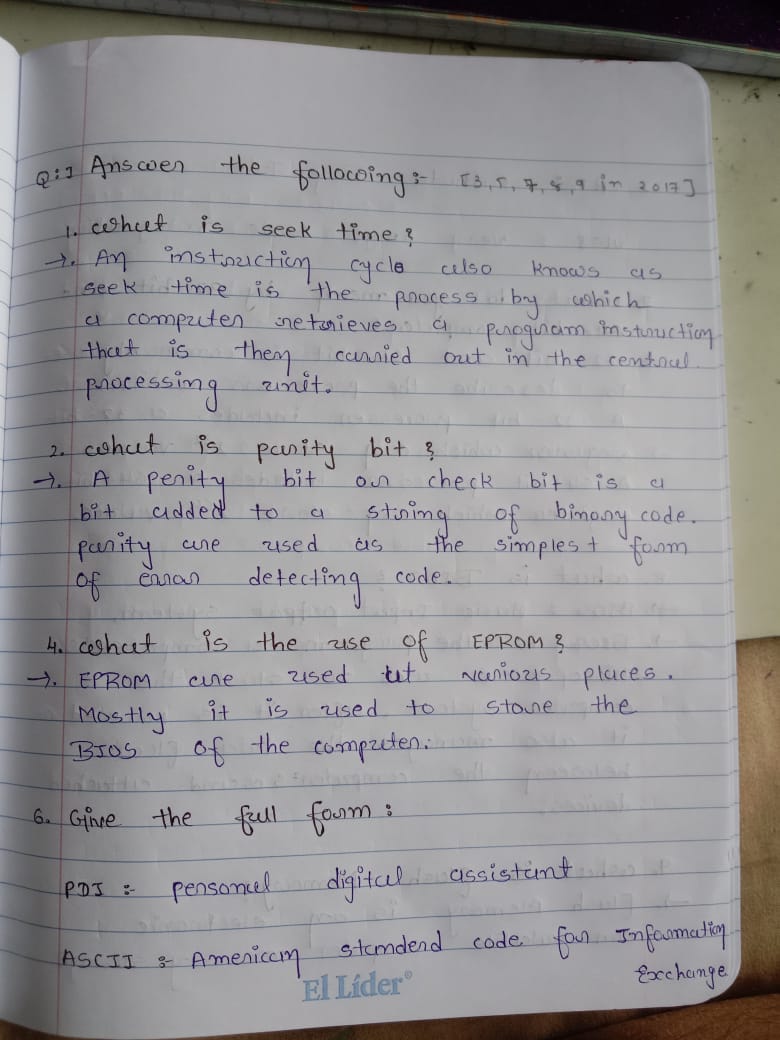 Q:1 Answer the following:- [3, 5, 7, 8, 9 in 2017]
1. What is seek time?
→. An instruction cycle also knows as
seek time is the process by which
a computer retrieves a program instruction
that is then carried out in the central
processing unit.
2. What is parity bit?
→. A perity bit or check bit is a
bit added to a string of binary code.
parity are used as the simplest form
of error detecting code.
4. What is the use of EPROM?
→. EPROM are used at various places.
Mostly it is used to store the
BIOS of the computer.
6. Give the full form:
PDI :- personal digital assistant
ASCII :- American standerd code for Information
Exchange
El Líder®